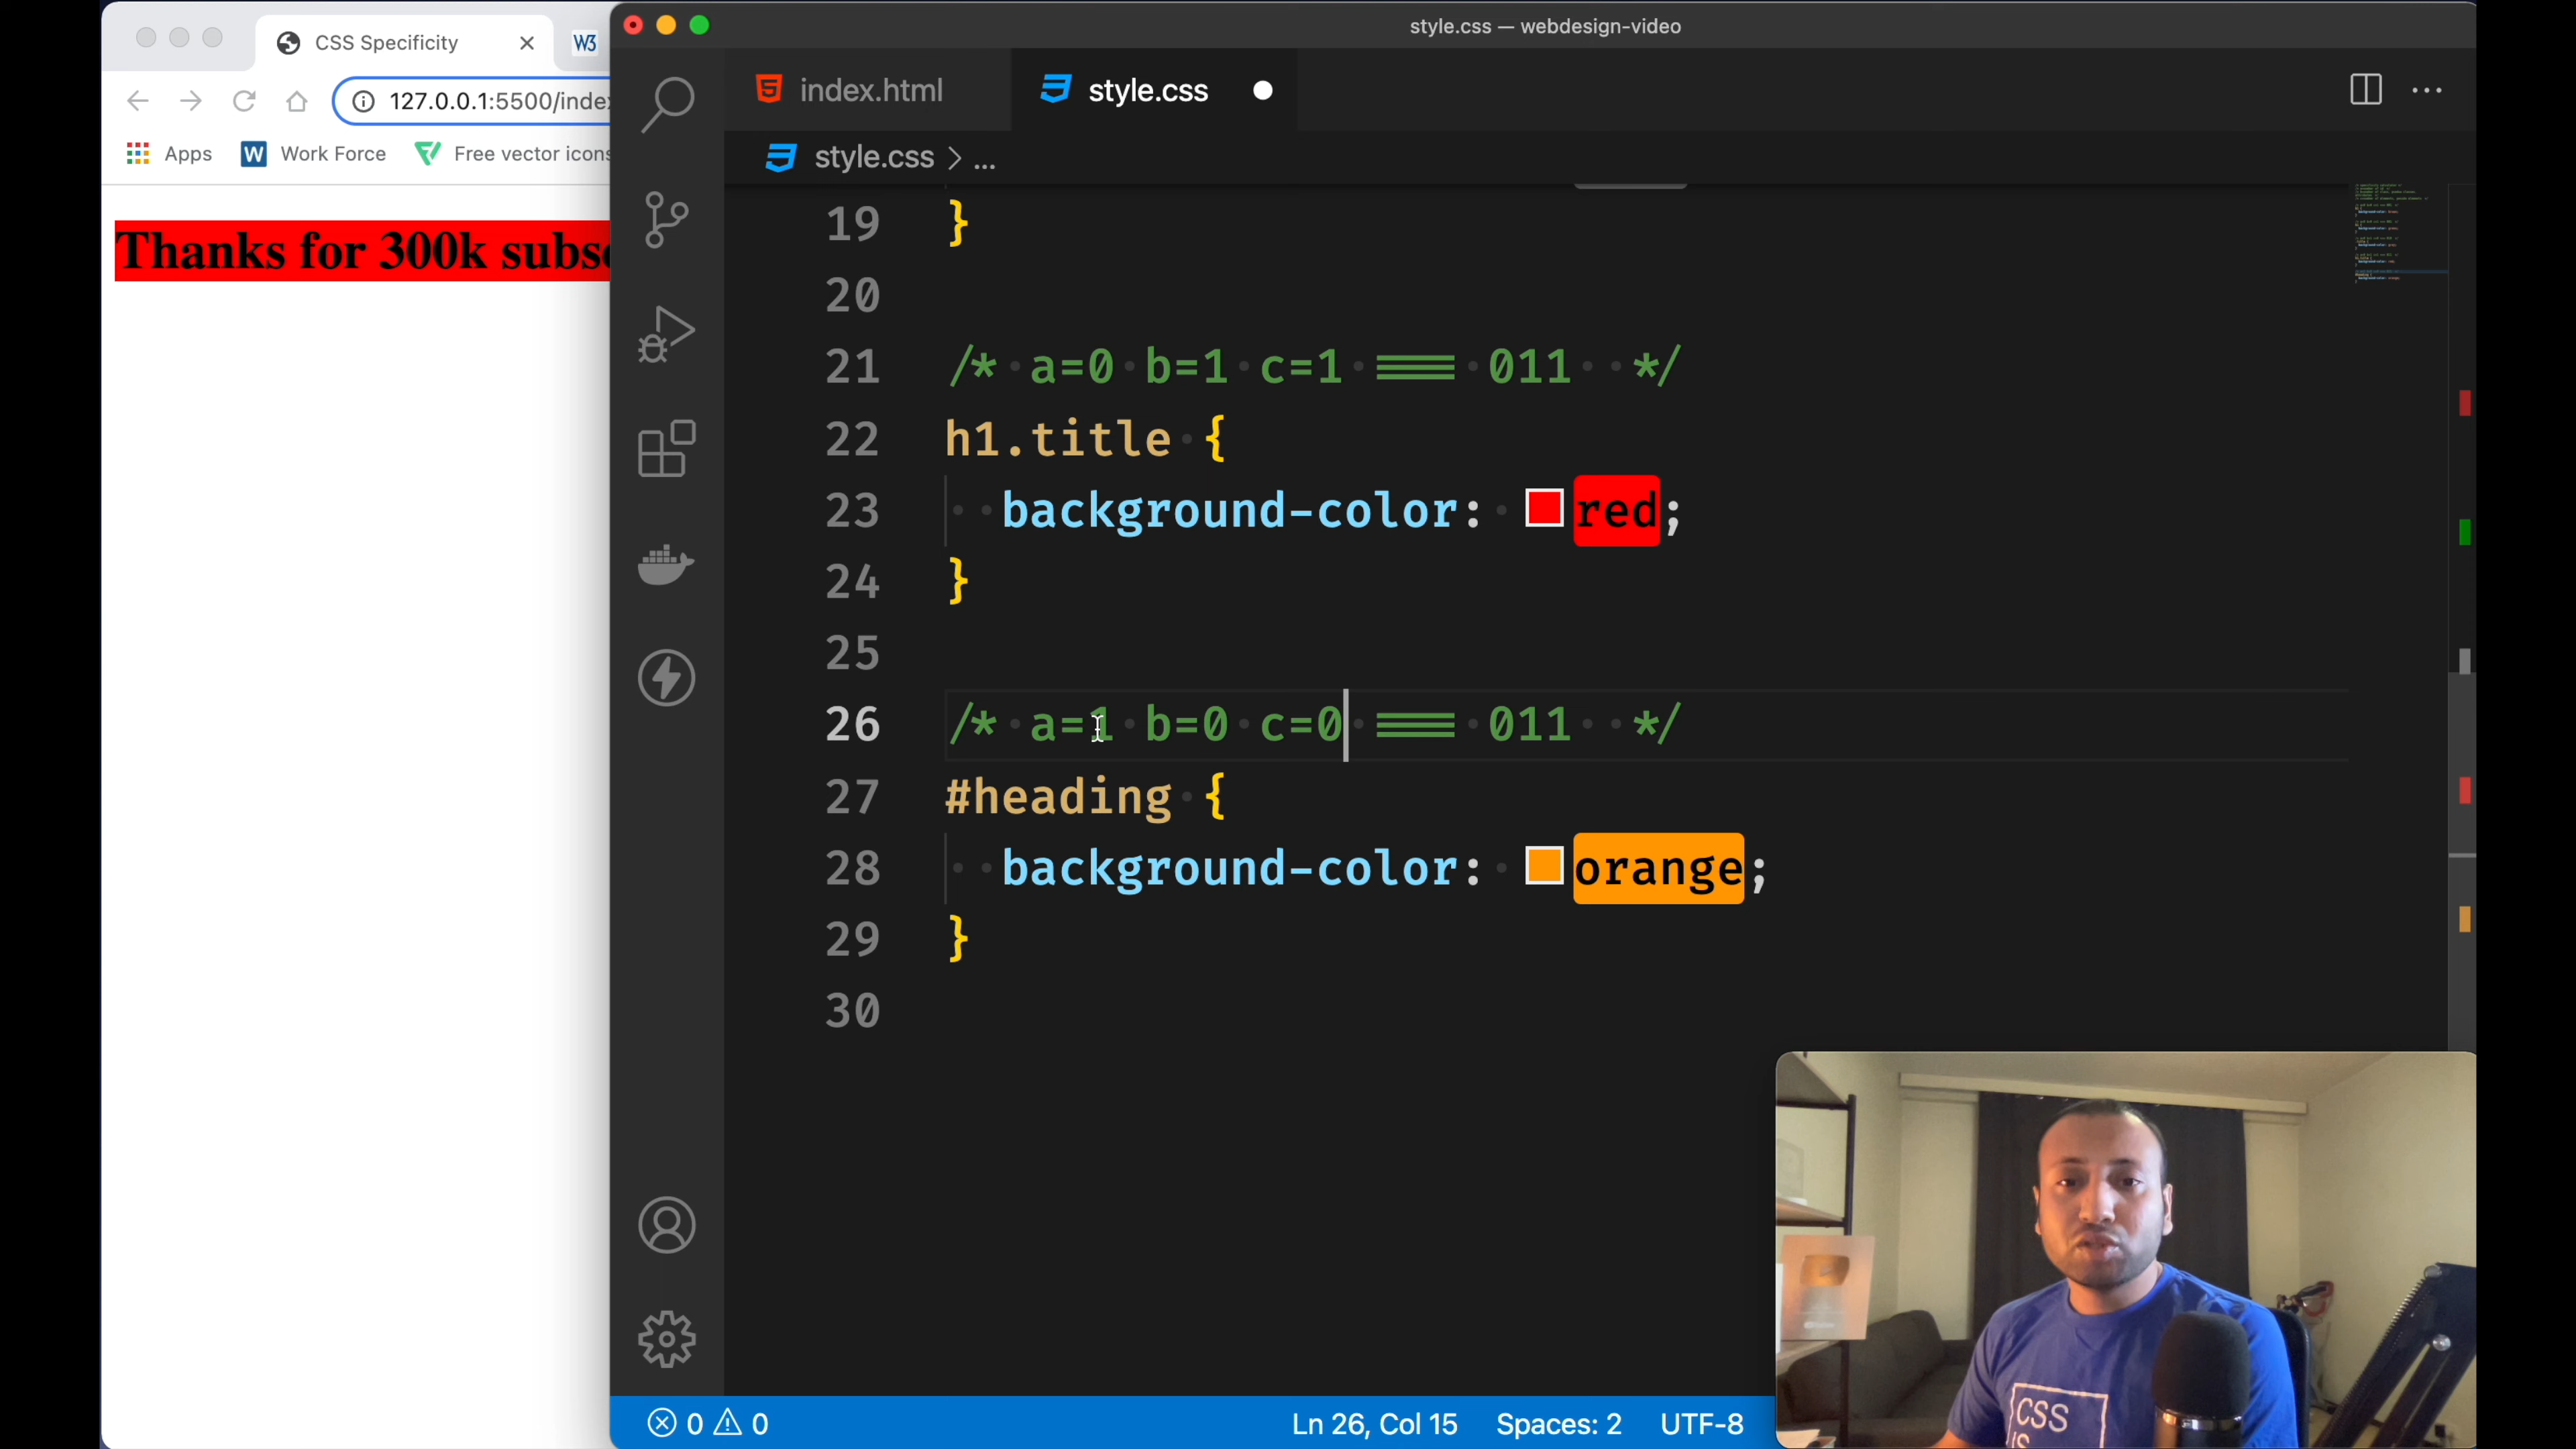 style.css — webdesign-video
CSS Specificity
W3
127.0.0.1:5500/inde
Apps
W
Work Force
Free vector icons
Thanks for 300k subs
index.html
style.css
style.css > ...
19 }
20
21 /* a=0 b=1 c=1 === 011 */
22 h1.title {
23 background-color: red;
24 }
25
26 /* a=1 b=0 c=0 === 011 */
27 #heading {
28 background-color: orange;
29 }
30
0 0
Ln 26, Col 15
Spaces: 2
UTF-8
CSS
IS